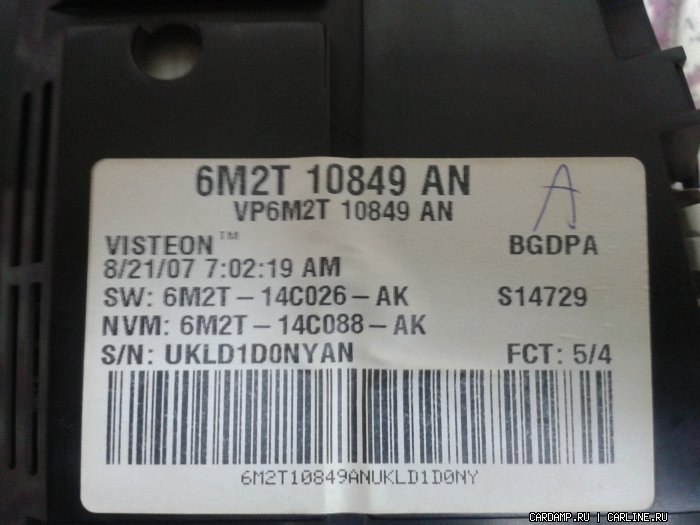 6M2T 10849 AN
A
VP6M2T 10849 AN
VISTEON™ BGDPA
8/21/07 7:02:19 AM
SW: 6M2T-14C026-AK S14729
NVM: 6M2T-14C088-AK
S/N: UKLD1D0NYAN FCT: 5/4
6M2T10849ANUKLD1D0NY
CARDAMP.RU | CARLINE.RU